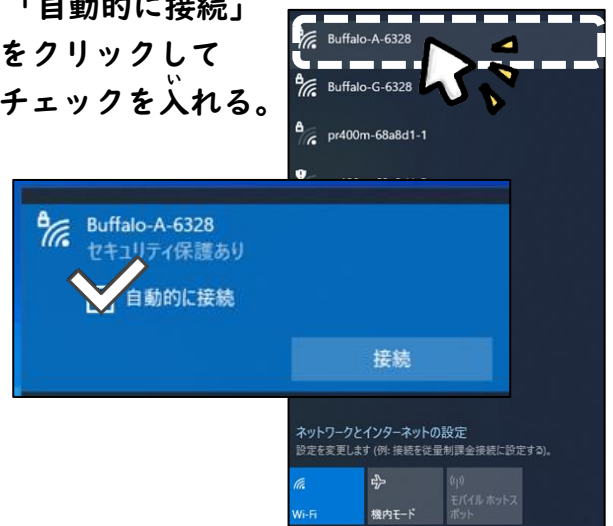 「自動的に接続」
をクリックして
チェックを入れる。
い
Buffalo-A-6328
Buffalo-G-6328
pr400m-68a8d1-1
Buffalo-A-6328
セキュリティ保護あり
自動的に接続
接続
ネットワークとインターネットの設定
設定を変更します (例: 接続を従量制課金接続に設定する)。
Wi-Fi
機内モード
モバイル ホットス
ポット